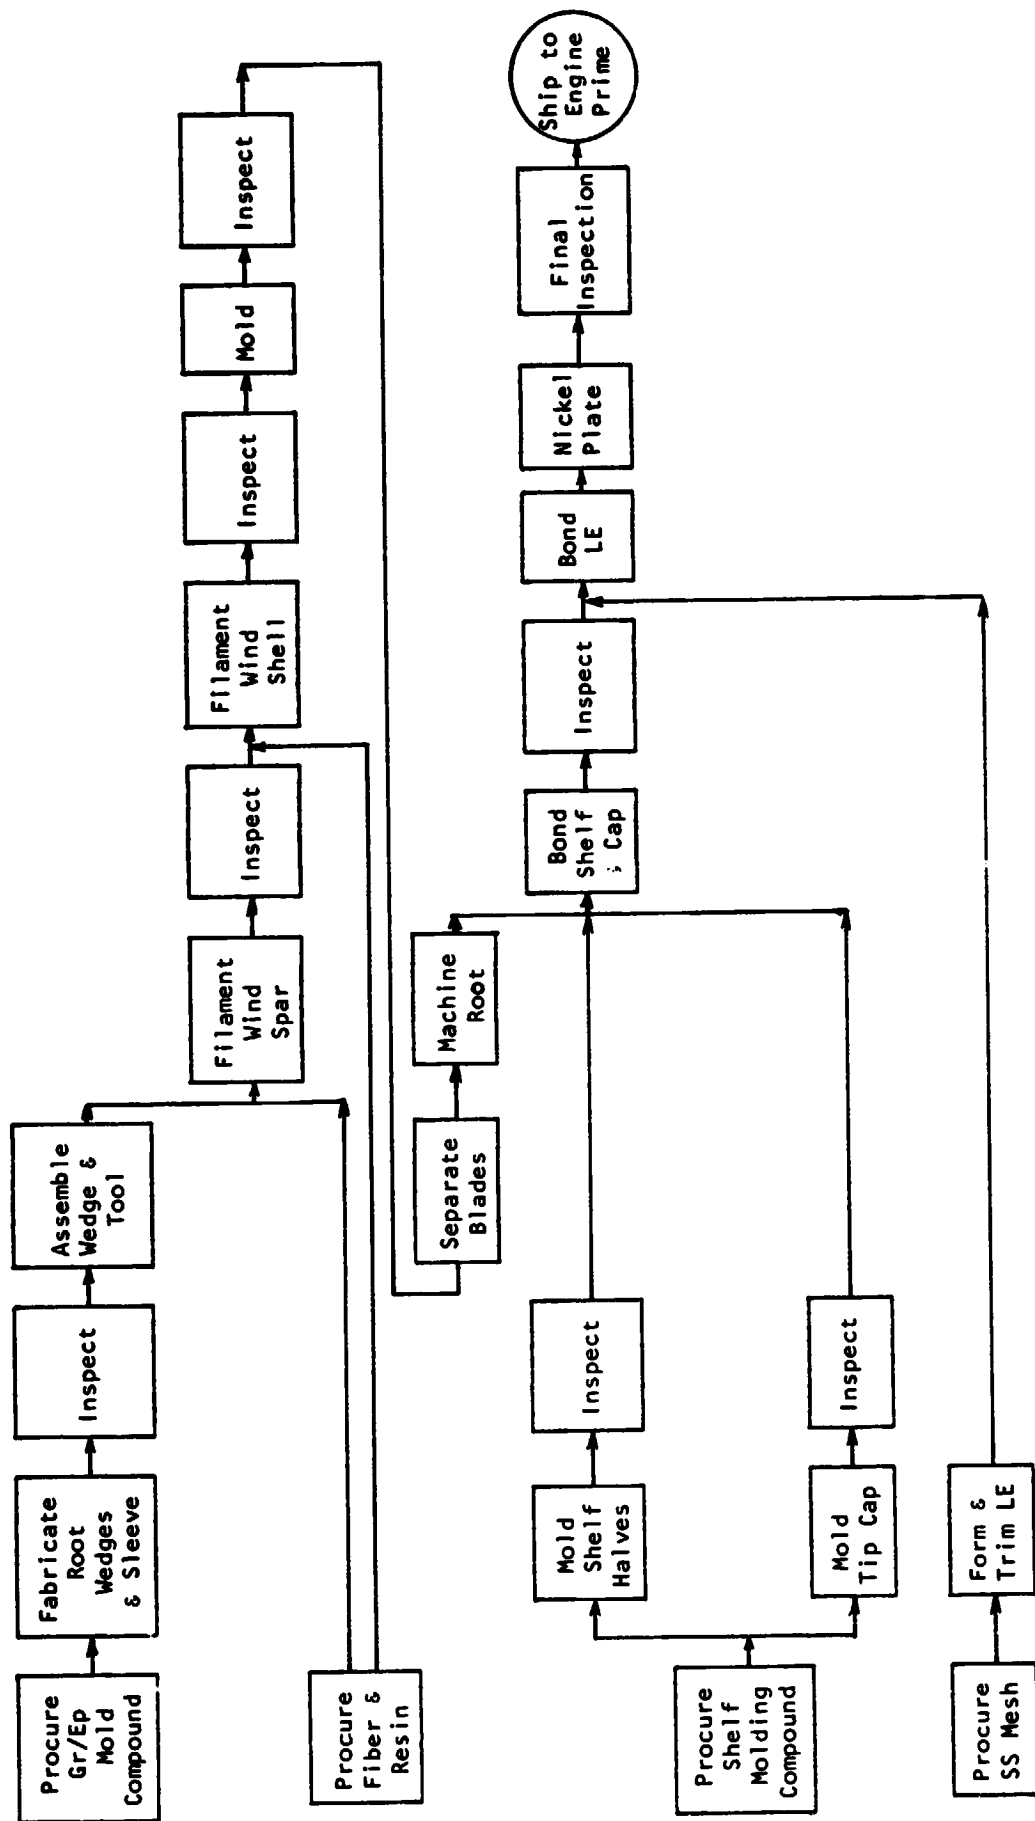 Procure
Gr/Ep
Mold
Compound
Fabricate
Root
Wedges
& Sleeve
Inspect
Assemble
Wedge &
Tool
Procure
Fiber &
Resin
Filament
Wind
Spar
Inspect
Filament
Wind
Shell
Inspect
Mold
Inspect
Separate
Blades
Machine
Root
Procure
Shelf
Molding
Compound
Mold
Shelf
Halves
Inspect
Mold
Tip Cap
Inspect
Bond
Shelf
; Cap
Inspect
Procure
SS Mesh
Form &
Trim LE
Bond
LE
Nickel
Plate
Final
Inspection
Ship to
Engine
Prime